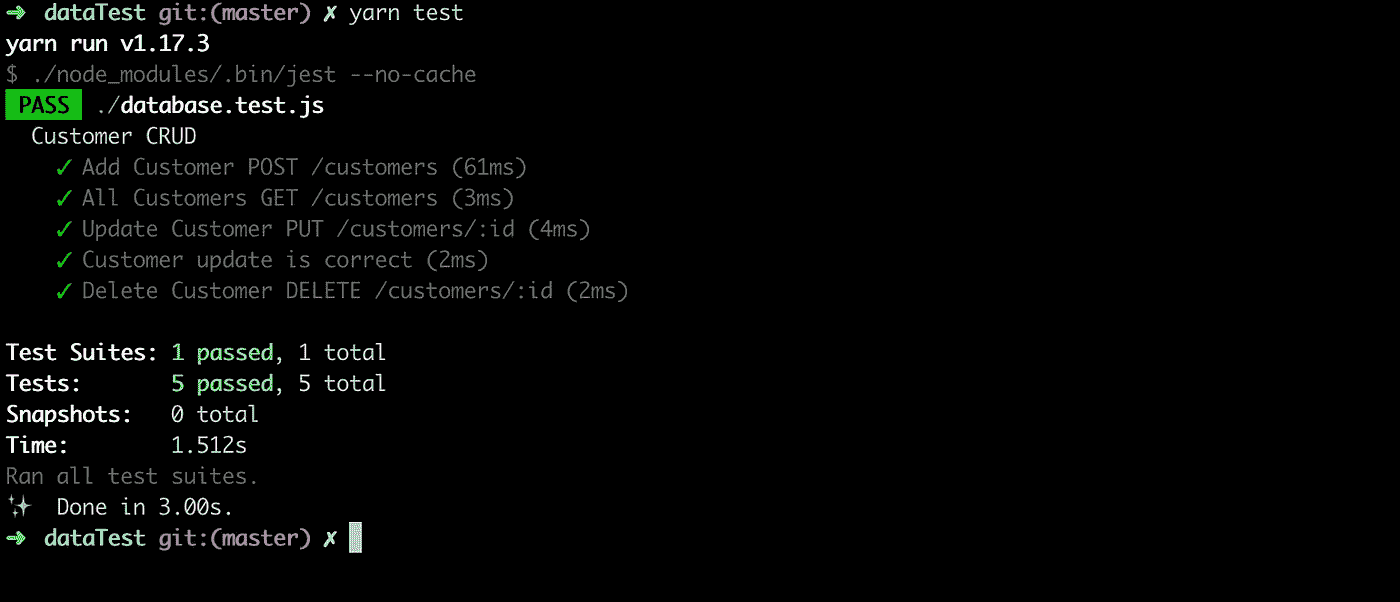 ➜ dataTest git:(master) ✗ yarn test
yarn run v1.17.3
$ ./node_modules/.bin/jest --no-cache
PASS ./database.test.js
Customer CRUD
✓ Add Customer POST /customers (61ms)
✓ All Customers GET /customers (3ms)
✓ Update Customer PUT /customers/:id (4ms)
✓ Customer update is correct (2ms)
✓ Delete Customer DELETE /customers/:id (2ms)
Test Suites: 1 passed, 1 total
Tests: 5 passed, 5 total
Snapshots: 0 total
Time: 1.512s
Ran all test suites.
✨ Done in 3.00s.
➜ dataTest git:(master) ✗